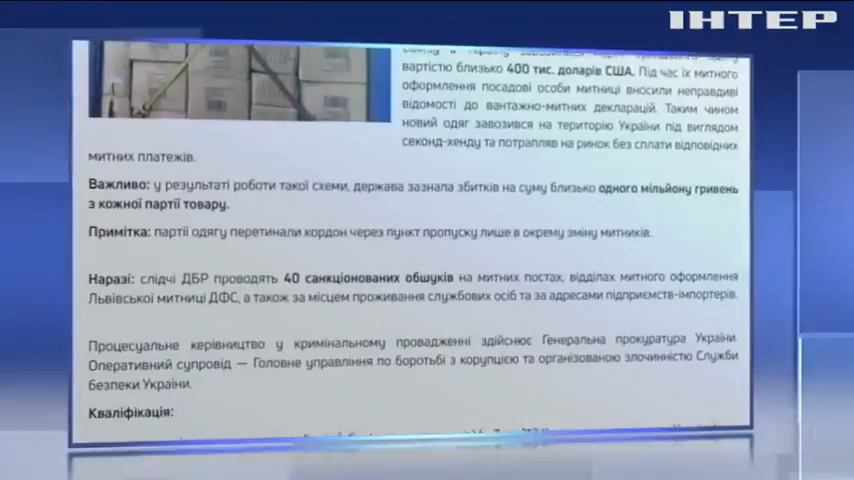 ІНТЕР
вартістю близько 400 тис. доларів США. Під час їх митного
оформлення посадові особи митниці вносили неправдиві
відомості до вантажно-митних декларацій. Таким чином
новий одяг завозився на територію України під виглядом
секонд-хенду та потрапляв на ринок без сплати відповідних
митних платежів.
Важливо: у результаті роботи такої схеми, держава зазнала збитків на суму близько одного мільйону гривень
з кожної партії товару.
Примітка: партії одягу перетинали кордон через пункт пропуску лише в окрему зміну митників.
Наразі: слідчі ДБР проводять 40 санкціонованих обшуків на митних постах, відділах митного оформлення
Львівської митниці ДФС, а також за місцем проживання службових осіб та за адресами підприємств-імпортерів.
Процесуальне керівництво у кримінальному провадженні здійснює Генеральна прокуратура України.
Оперативний супровід — Головне управління по боротьбі з корупцією та організованою злочинністю Служби
безпеки України.
Кваліфікація: